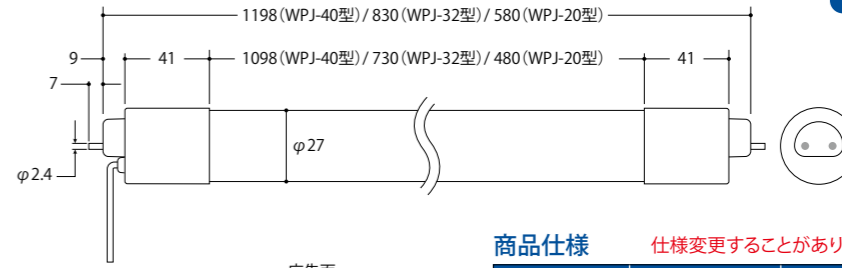 1198(WPJ-40型)/ 830(WPJ-32型)/ 580(WPJ-20型)
9 41 1098(WPJ-40型)/ 730(WPJ-32型)/ 480(WPJ-20型) 41
7
φ27
φ2.4
商品仕様 仕様変更することがあり